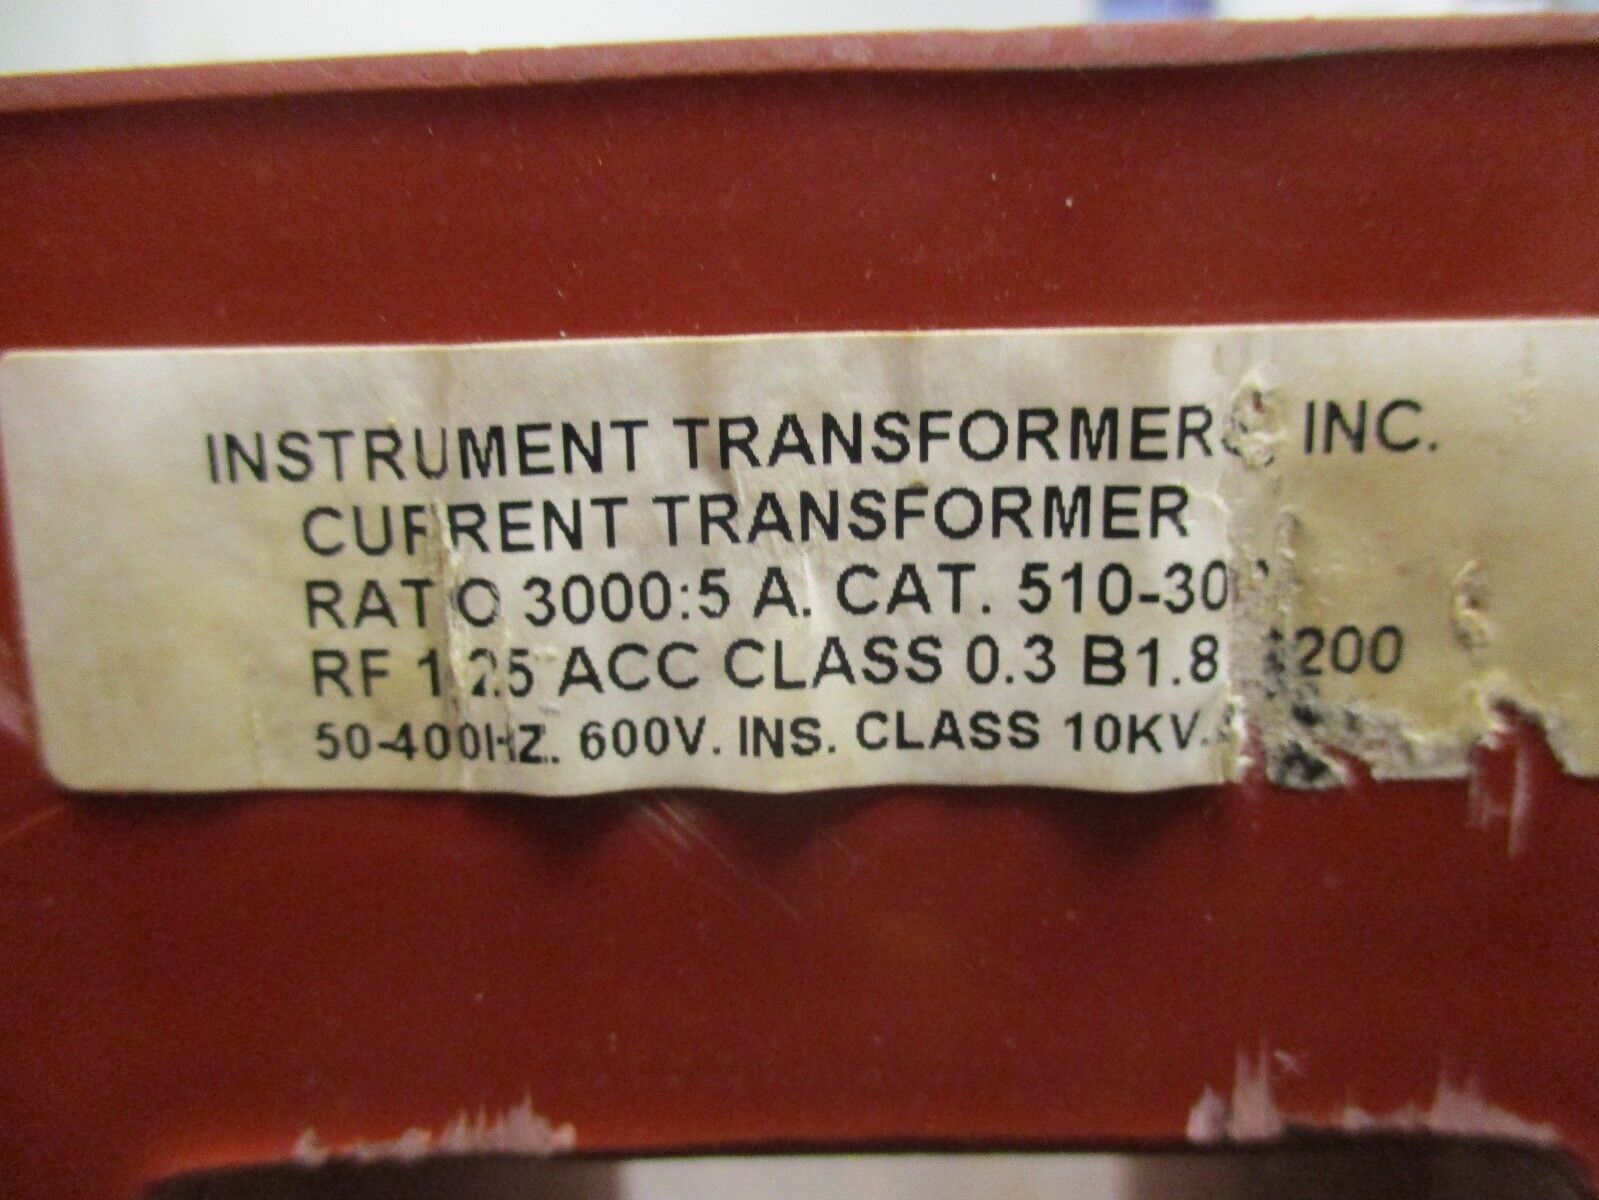 INSTRUMENT TRANSFORMERS INC.
CURRENT TRANSFORMER
RATIO 3000:5 A. CAT. 510-30
RF 1.25 ACC CLASS 0.3 B1.8 200
50-400HZ. 600V. INS. CLASS 10KV.